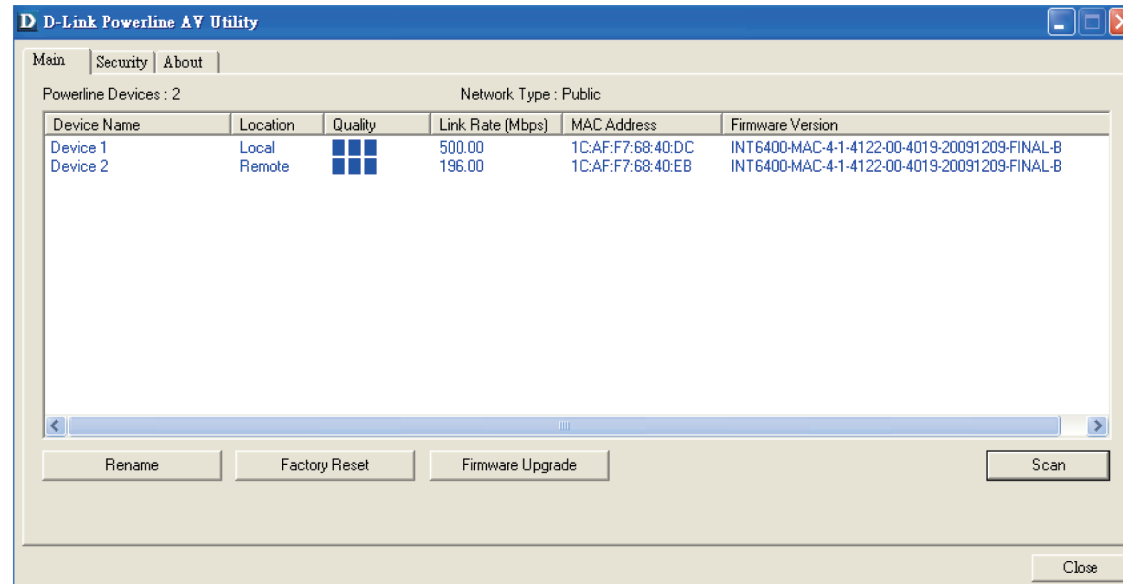 D-Link Powerline AV Utility
Main Security About
Powerline Devices : 2 Network Type : Public
Device Name Location Quality Link Rate (Mbps) MAC Address Firmware Version
Device 1 Local 500.00 1C:AF:F7:68:40:DC INT6400-MAC-4-1-4122-00-4019-20091209-FINAL-B
Device 2 Remote 196.00 1C:AF:F7:68:40:EB INT6400-MAC-4-1-4122-00-4019-20091209-FINAL-B
Rename Factory Reset Firmware Upgrade Scan
Close